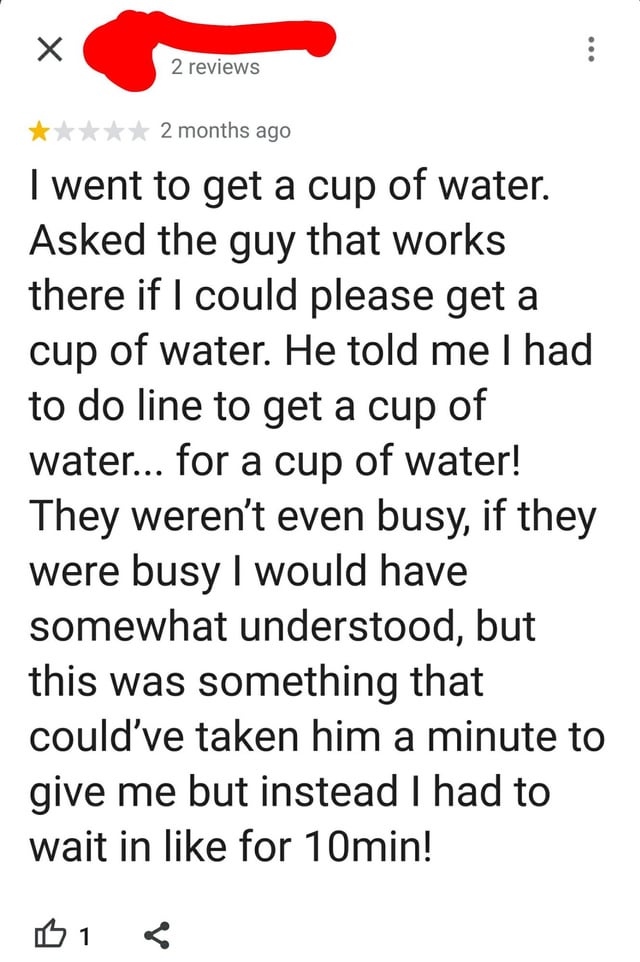 2 reviews
2 months ago
I went to get a cup of water.
Asked the guy that works
there if I could please get a
cup of water. He told me I had
to do line to get a cup of
water... for a cup of water!
They weren't even busy, if they
were busy I would have
somewhat understood, but
this was something that
could've taken him a minute to
give me but instead I had to
wait in like for 10min!
1